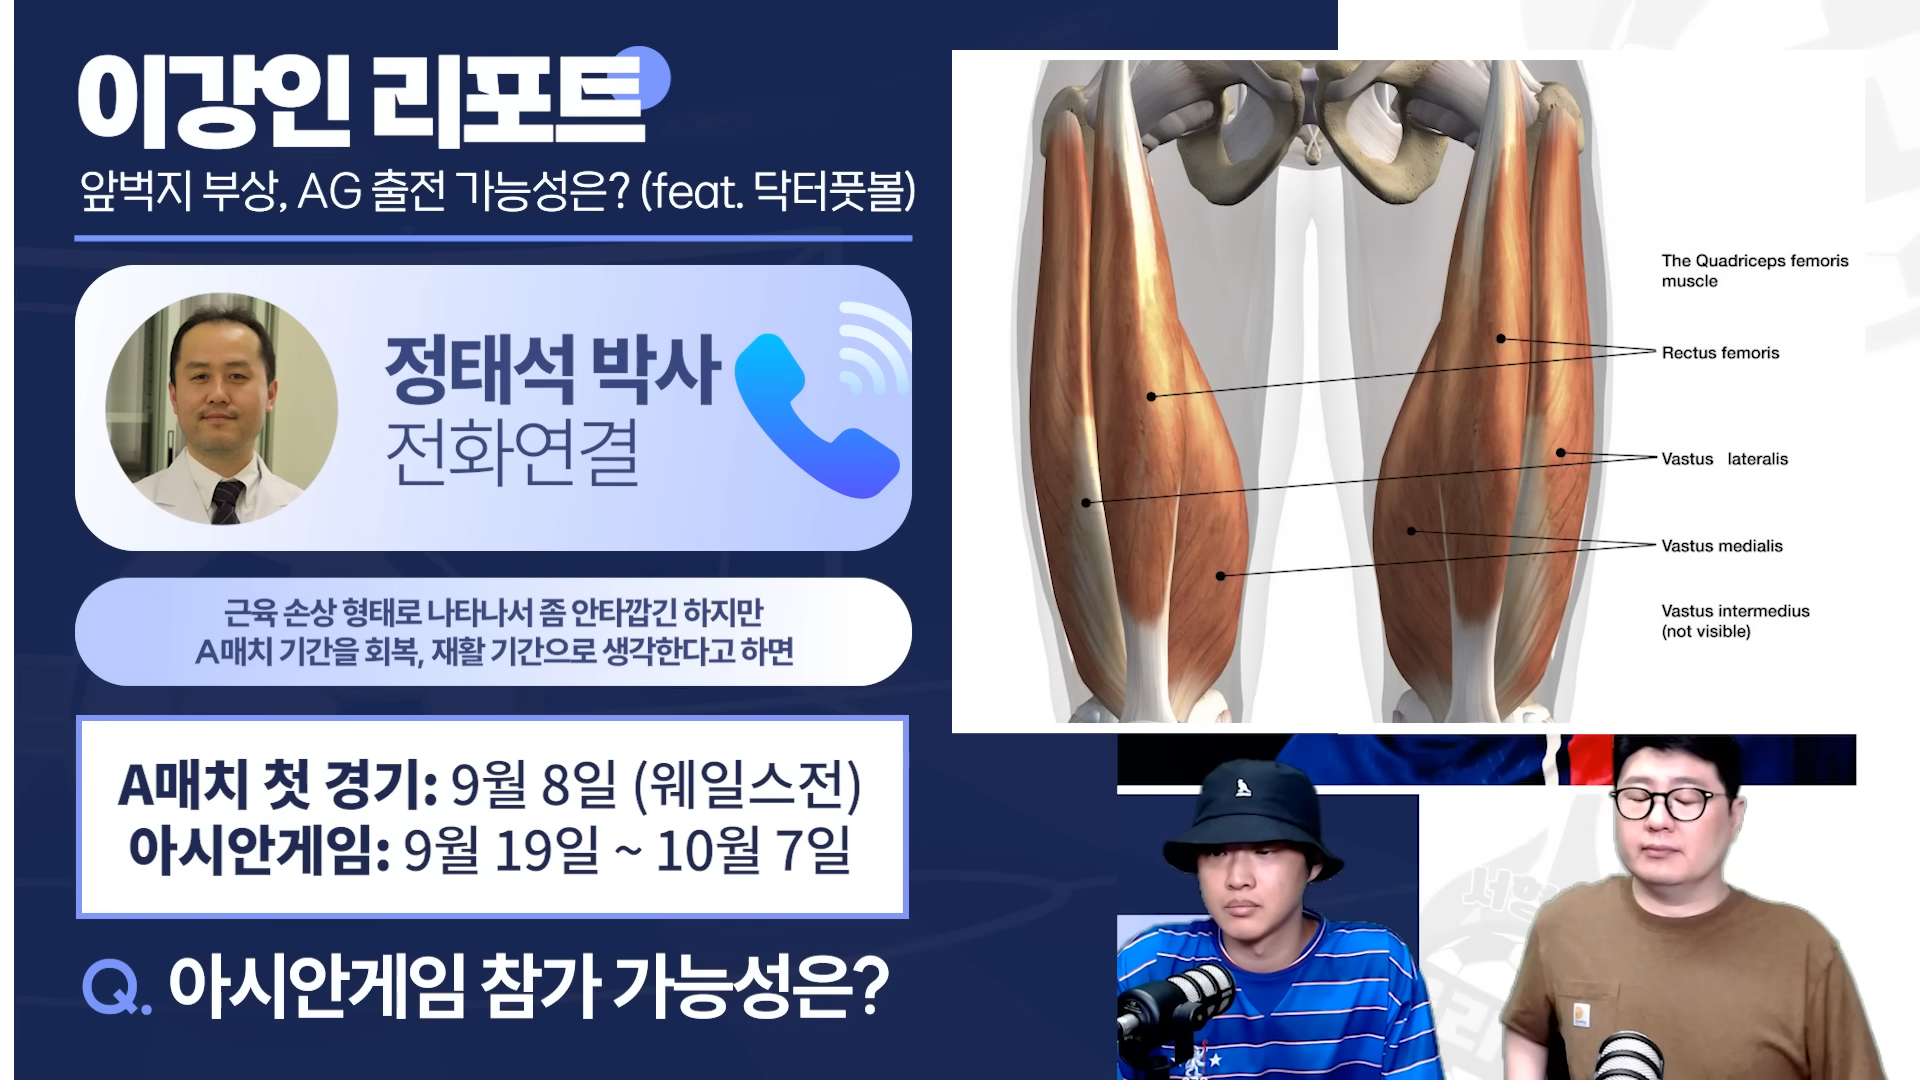 이강인 리포트
앞벅지 부상, AG 출전 가능성은? (feat. 닥터풋볼)
정태석 박사
전화연결
근육 손상 형태로 나타나서 좀 안타깝긴 하지만
A매치 기간을 회복, 재활 기간으로 생각한다고 하면
A매치 첫 경기: 9월 8일 (웨일스전)
아시안게임: 9월 19일 ~ 10월 7일
Q. 아시안게임 참가 가능성은?
The Quadriceps femoris
muscle
Rectus femoris
Vastus lateralis
Vastus medialis
Vastus intermedius
(not visible)
서형